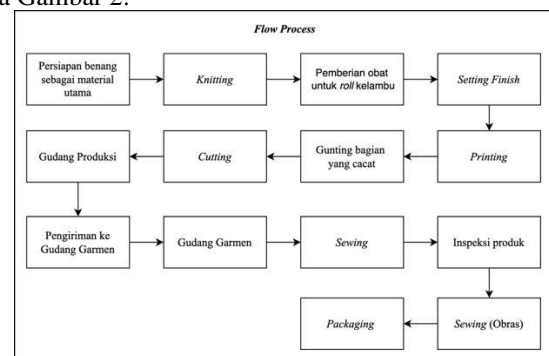 a Gambar 2.
Flow Process
Persiapan benang
sebagai material
utama
Knitting
Pemberian obat
untuk roll kelambu
Setting Finish
Printing
Gunting bagian
yang cacat
Cutting
Gudang Produksi
Pengiriman ke
Gudang Garmen
Gudang Garmen
Sewing
Inspeksi produk
Sewing (Obras)
Packaging